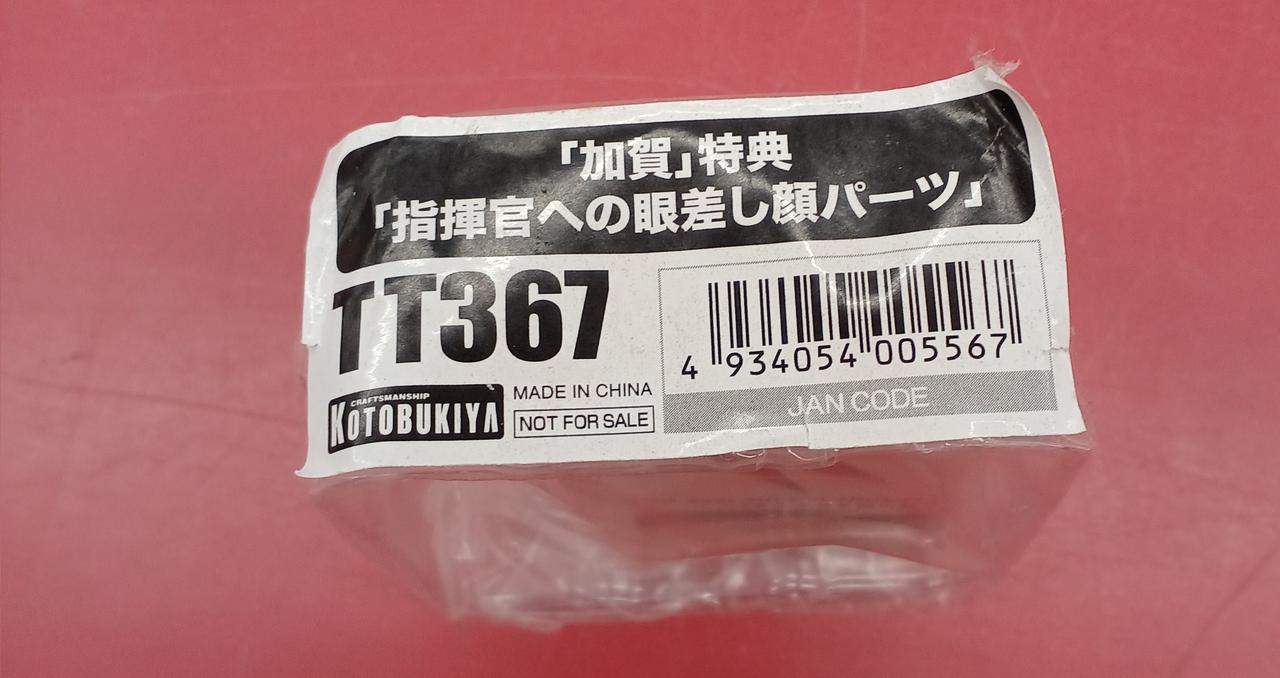 「加賀」特典
「指揮官への眼差し顔パーツ」
TT367
CRAFTSMANSHIP
KOTOBUKIYA
MADE IN CHINA
NOT FOR SALE
4 934054 005567
JAN CODE